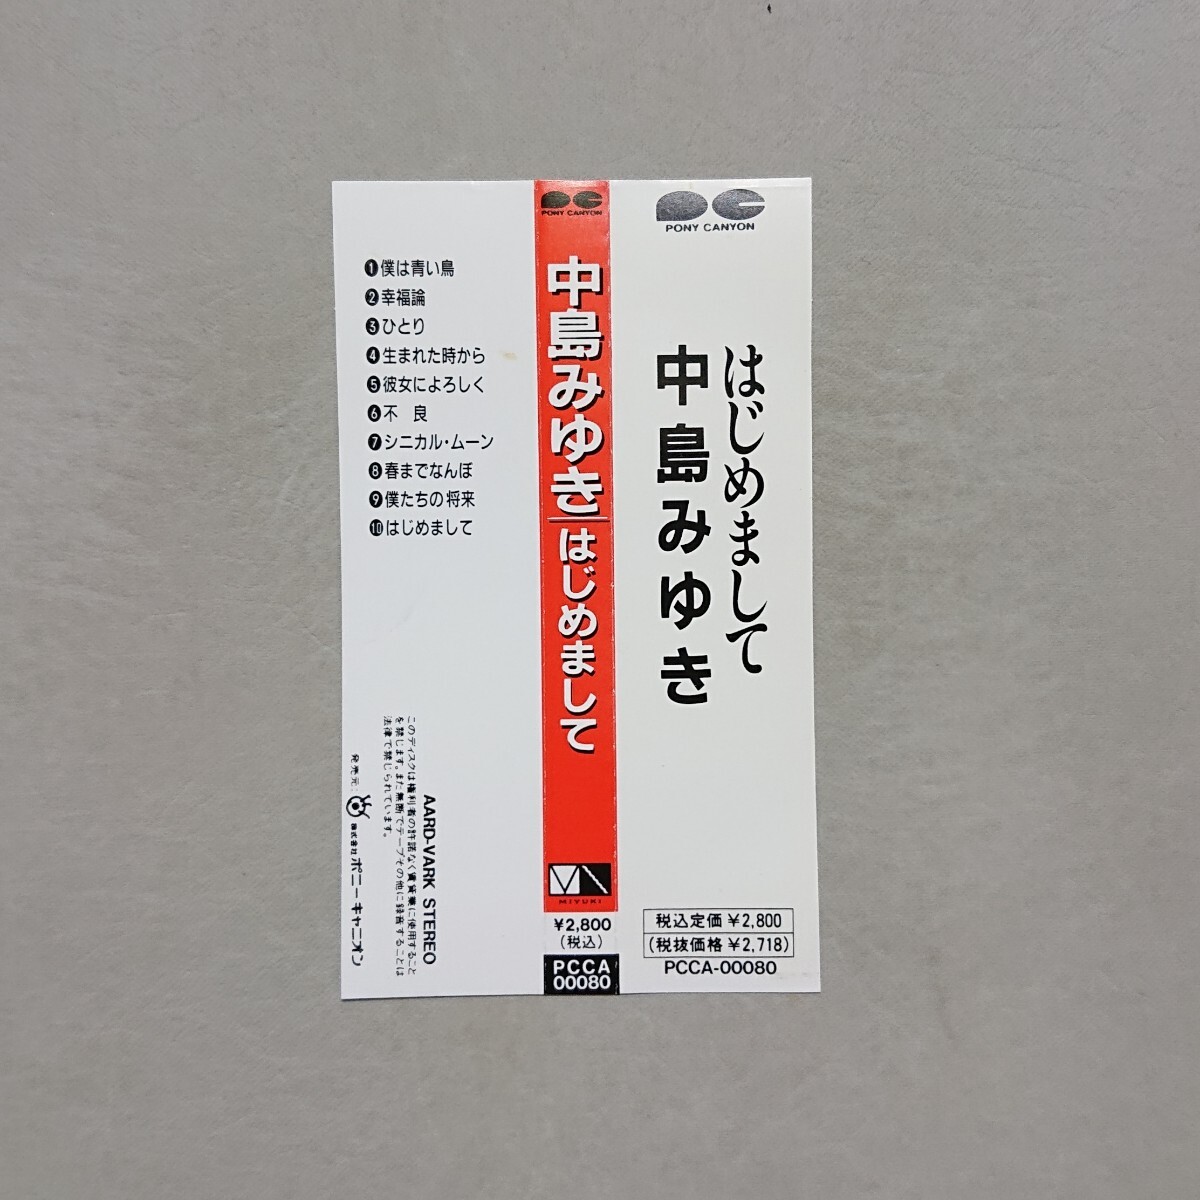 ❶僕は青い鳥
❷幸福論
❸ひとり
❹生まれた時から
❺彼女によろしく
❻不 良
❼シニカル・ムーン
❽春までなんぼ
❾僕たちの将来
❿はじめまして
AARD-VARK STEREO
このディスクは権利者の許諾なく賃貸業に使用すること
を禁じます。また無断でテープその他に録音することは
法律で禁じられています。
発売元:
株式会社ポニーキャニオン
PONY CANYON
中島みゆき
はじめまして
MIYUKI
¥2,800
(税込)
PCCA
00080
PONY CANYON
はじめまして
中島みゆき
税込定価¥2,800
(税抜価格¥2,718)
PCCA-00080